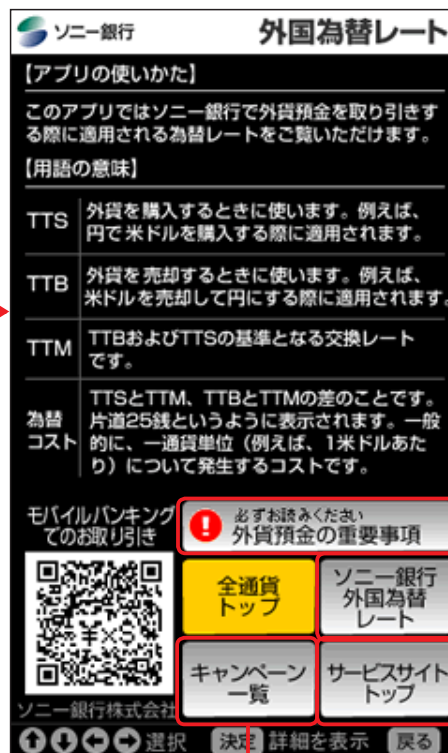 ソニー銀行 外国為替レート
【アプリの使いかた】
このアプリではソニー銀行で外貨預金を取り引きす
る際に適用される為替レートをご覧いただけます。
【用語の意味】
TTS
外貨を購入するときに使います。例えば、
円で米ドルを購入する際に適用されます。
TTB
外貨を売却するときに使います。例えば、
米ドルを売却して円にする際に適用されます。
TTM
TTBおよびTTSの基準となる交換レート
です。
為替
コスト
TTSとTTM、TTBとTTMの差のことです。
片道25銭というように表示されます。一般
的に、一通貨単位（例えば、1米ドルあた
り）について発生するコストです。
モバイルバンキング
でのお取り引き
必ずお読みください
外貨預金の重要事項
全通貨
トップ
ソニー銀行
外国為替
レート
キャンペーン
一覧
サービスサイト
トップ
ソニー銀行株式会社
選択 決定 詳細を表示 戻る